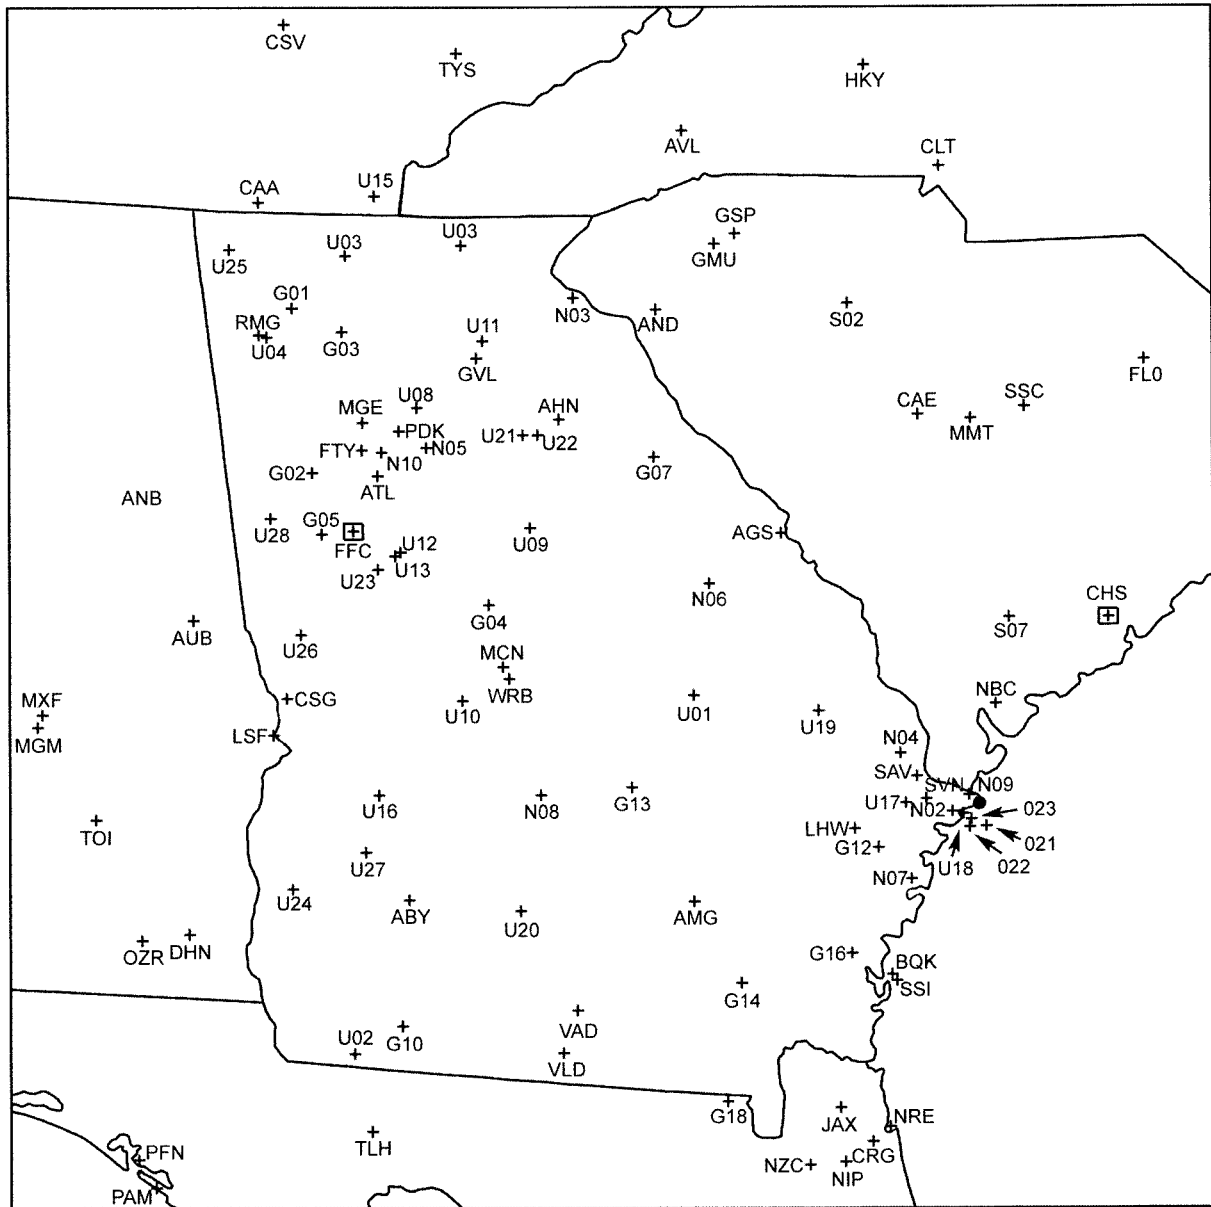 CSV
TYS
HKY
AVL
CLT
CAA
U15
GSP
GMU
U03
U03
U25
G01
N03
AND
S02
RMG
U04
G03
U11
GVL
FL0
MGE
U08
AHN
CAE
SSC
MMT
PDK
U21
U22
FTY
N10
N05
G02
ATL
G07
ANB
U28
G05
FFC
U12
U13
U23
U09
AGS
N06
CHS
S07
AUB
U26
G04
MCN
WRB
CSG
U10
U01
U19
NBC
MXF
MGM
LSF
N04
SAV
SVN
N09
U17
N02
023
021
022
U18
TOI
U16
N08
G13
LHW
G12
U27
N07
U24
ABY
U20
AMG
OZR
DHN
G16
BQK
SSI
G14
VAD
U02
G10
VLD
G18
JAX
NRE
CRG
NZC
NIP
TLH
PFN
PAM